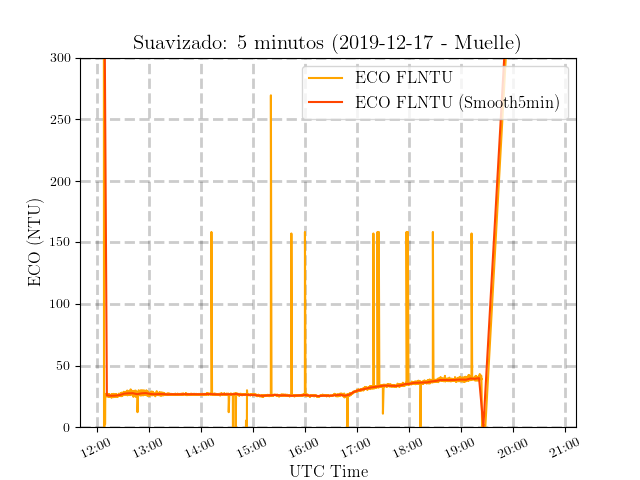 Suavizado: 5 minutos (2019-12-17 - Muelle)
ECO FLNTU
ECO FLNTU (Smooth5min)
ECO (NTU)
300
250
200
150
100
50
0
12:00 13:00 14:00 15:00 16:00 17:00 18:00 19:00 20:00 21:00
UTC Time